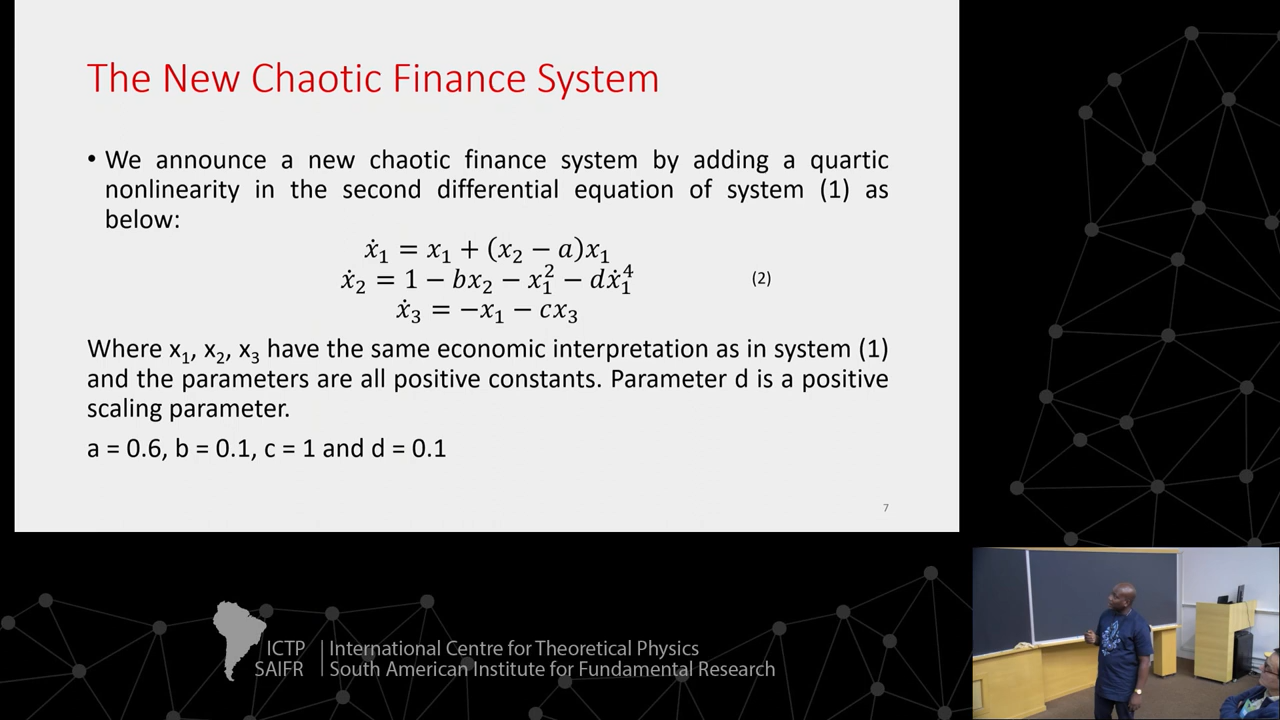 The New Chaotic Finance System
• We announce a new chaotic finance system by adding a quartic
nonlinearity in the second differential equation of system (1) as
below:
ẋ₁ = x₁ + (x₂ − a)x₁
ẋ₂ = 1 − bx₂ − x₁² − dẋ₁⁴ (2)
ẋ₃ = −x₁ − cx₃
Where x₁, x₂, x₃ have the same economic interpretation as in system (1)
and the parameters are all positive constants. Parameter d is a positive
scaling parameter.
a = 0.6, b = 0.1, c = 1 and d = 0.1
7
ICTP | International Centre for Theoretical Physics
SAIFR | South American Institute for Fundamental Research